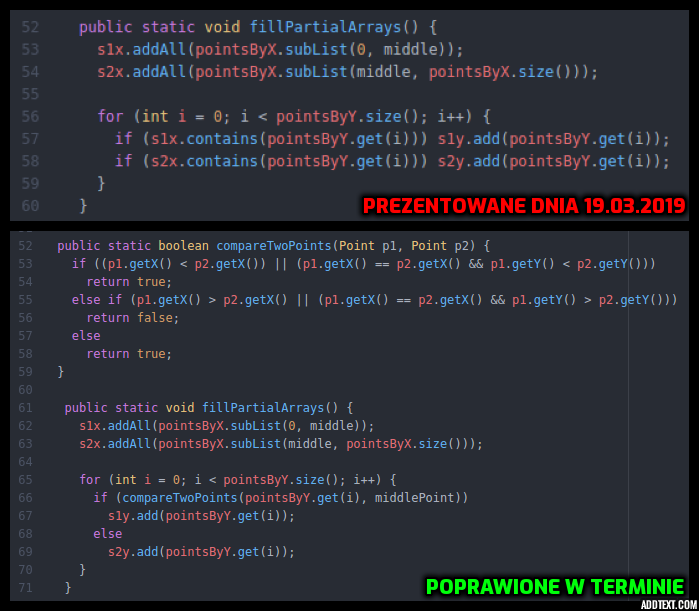 52 public static void fillPartialArrays() {
53 s1x.addAll(pointsByX.subList(0, middle));
54 s2x.addAll(pointsByX.subList(middle, pointsByX.size()));
55
56 for (int i = 0; i < pointsByY.size(); i++) {
57 if (s1x.contains(pointsByY.get(i))) s1y.add(pointsByY.get(i));
58 if (s2x.contains(pointsByY.get(i))) s2y.add(pointsByY.get(i));
59 }
60 }
PREZENTOWANE DNIA 19.03.2019
52 public static boolean compareTwoPoints(Point p1, Point p2) {
53 if ((p1.getX() < p2.getX()) || (p1.getX() == p2.getX() && p1.getY() < p2.getY()))
54 return true;
55 else if (p1.getX() > p2.getX() || (p1.getX() == p2.getX() && p1.getY() > p2.getY()))
56 return false;
57 else
58 return true;
59 }
60
61 public static void fillPartialArrays() {
62 s1x.addAll(pointsByX.subList(0, middle));
63 s2x.addAll(pointsByX.subList(middle, pointsByX.size()));
64
65 for (int i = 0; i < pointsByY.size(); i++) {
66 if (compareTwoPoints(pointsByY.get(i), middlePoint))
67 s1y.add(pointsByY.get(i));
68 else
69 s2y.add(pointsByY.get(i));
70 }
71 }
POPRAWIONE W TERMINIE
ADDTEXT.COM